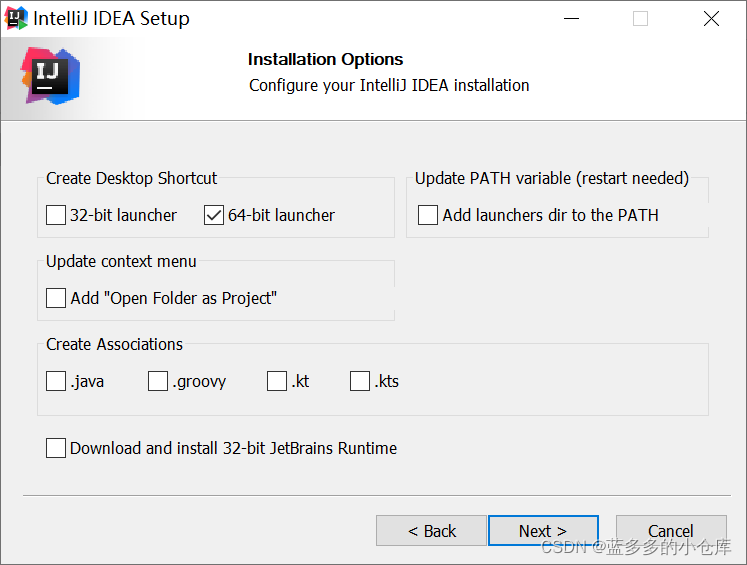 IntelliJ IDEA Setup
IJ
Installation Options
Configure your IntelliJ IDEA installation
Create Desktop Shortcut
32-bit launcher 64-bit launcher
Update PATH variable (restart needed)
Add launchers dir to the PATH
Update context menu
Add "Open Folder as Project"
Create Associations
.java .groovy .kt .kts
Download and install 32-bit JetBrains Runtime
< Back Next > Cancel
CSDN @蓝多多的小仓库